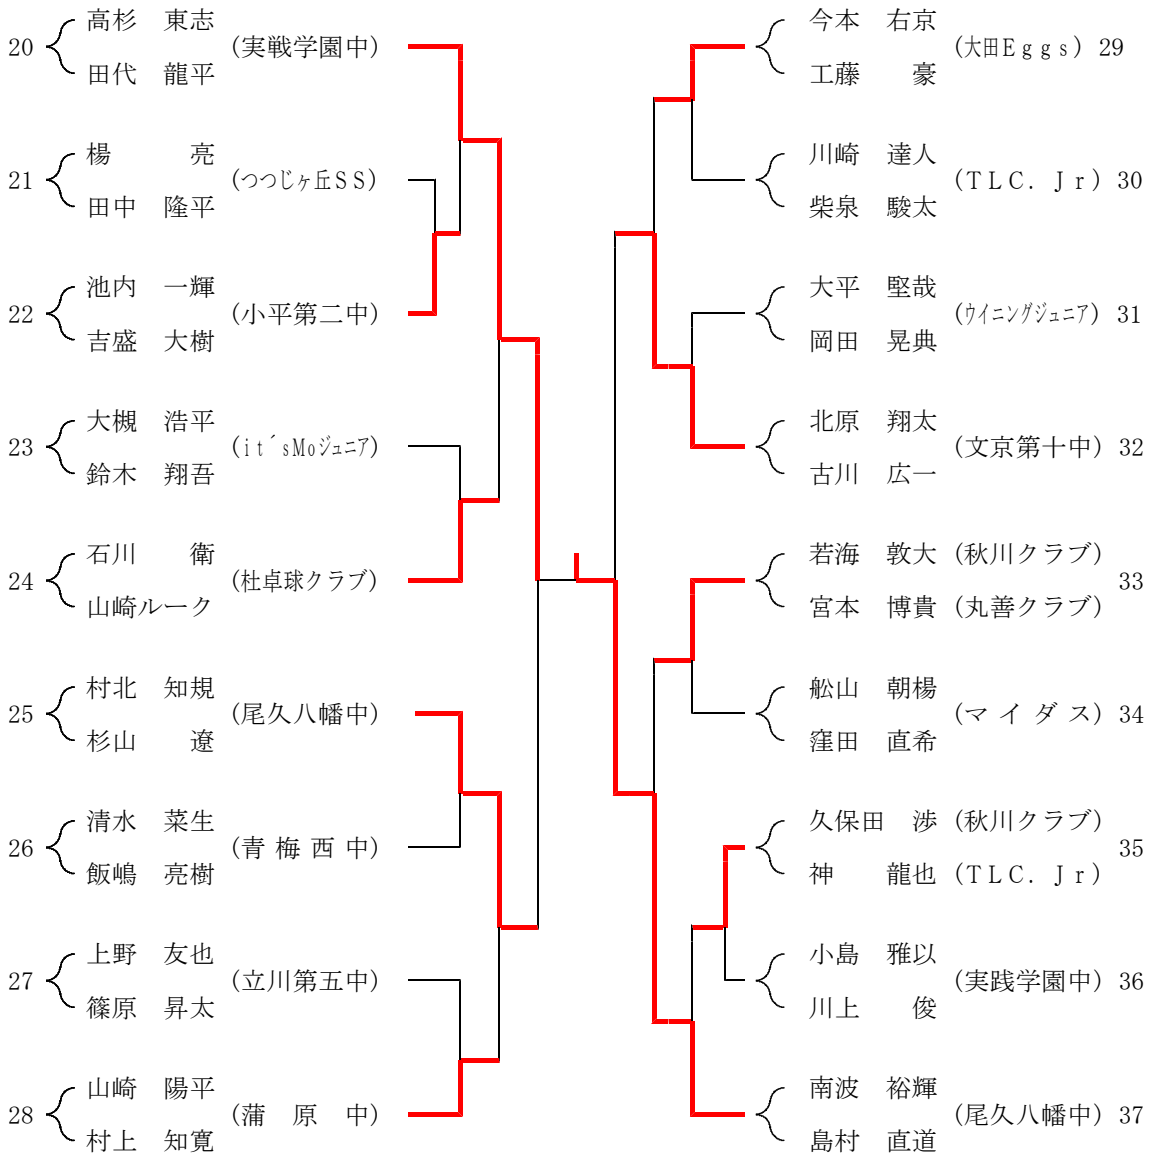 高杉 東志
20 (実戦学園中)
田代 龍平
楊 亮
21 (つつじヶ丘SS)
田中 隆平
池内 一輝
22 (小平第二中)
吉盛 大樹
大槻 浩平
23 (it´sMoジュニア)
鈴木 翔吾
石川 衛
24 (杜卓球クラブ)
山崎ルーク
村北 知規
25 (尾久八幡中)
杉山 遼
清水 菜生
26 (青梅西中)
飯嶋 亮樹
上野 友也
27 (立川第五中)
篠原 昇太
山崎 陽平
28 (蒲原中)
村上 知寛
今本 右京
(大田Eggs) 29
工藤 豪
川崎 達人
(TLC.Jr) 30
柴泉 駿太
大平 堅哉
(ウイニングジュニア) 31
岡田 晃典
北原 翔太
(文京第十中) 32
古川 広一
若海 敦大 (秋川クラブ)
33
宮本 博貴 (丸善クラブ)
舩山 朝楊
(マイダス) 34
窪田 直希
久保田 渉 (秋川クラブ)
35
神 龍也 (TLC.Jr)
小島 雅以
(実践学園中) 36
川上 俊
南波 裕輝
(尾久八幡中) 37
島村 直道